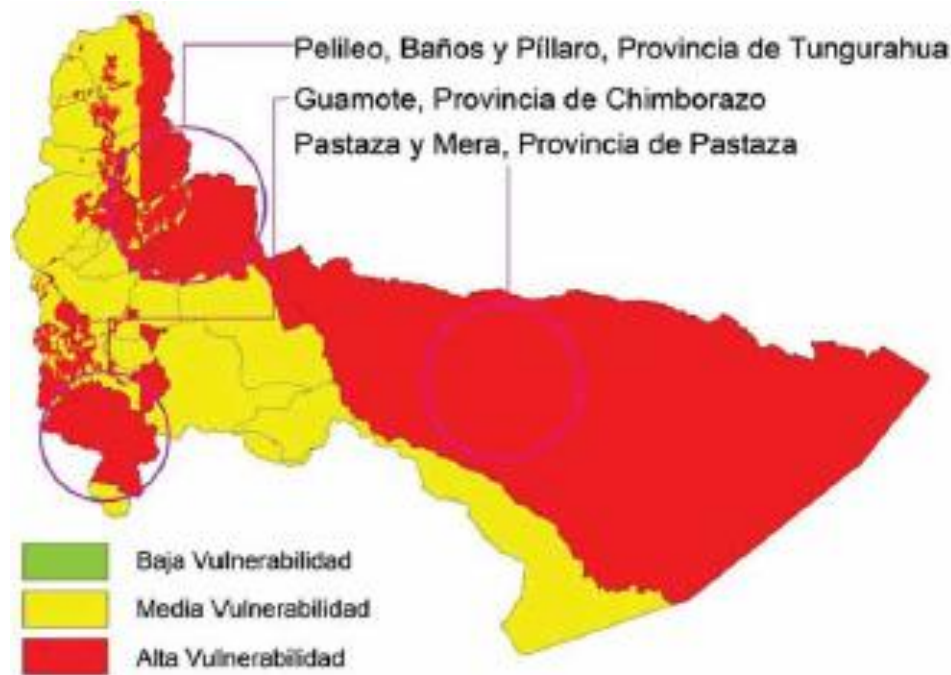 Pelileo, Baños y Píllaro, Provincia de Tungurahua
Guamote, Provincia de Chimborazo
Pastaza y Mera, Provincia de Pastaza
Baja Vulnerabilidad
Media Vulnerabilidad
Alta Vulnerabilidad